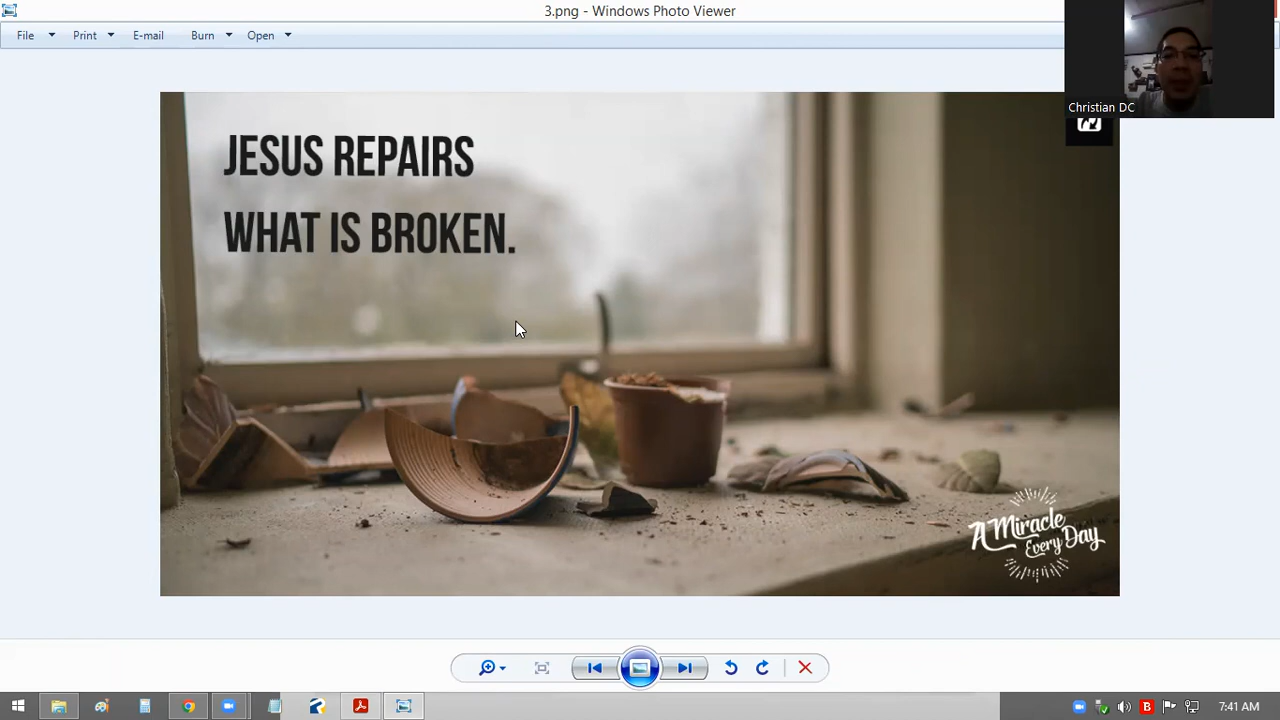 3.png - Windows Photo Viewer
File Print E-mail Burn Open
Christian DC
JESUS REPAIRS
WHAT IS BROKEN.
A Miracle
Every Day
B
7:41 AM